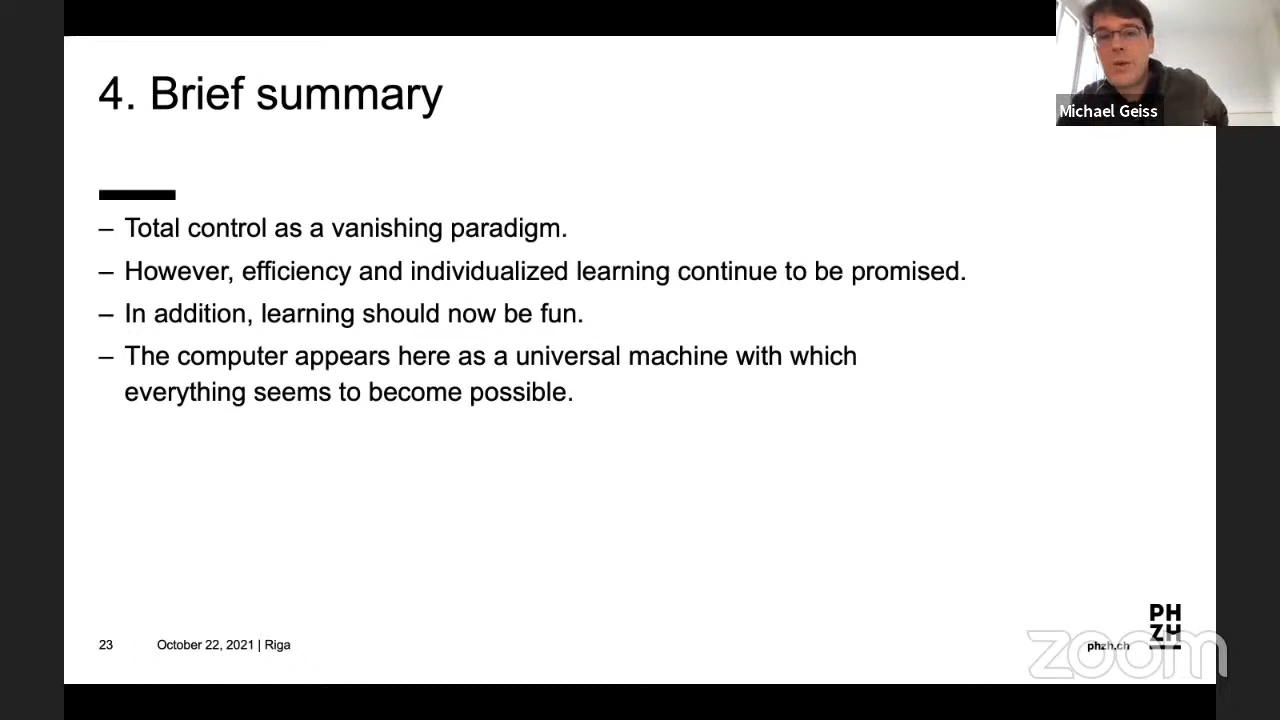 4. Brief summary
Michael Geiss
– Total control as a vanishing paradigm.
– However, efficiency and individualized learning continue to be promised.
– In addition, learning should now be fun.
– The computer appears here as a universal machine with which
everything seems to become possible.
23 October 22, 2021 | Riga
phzh.ch
PH
ZH
zoom